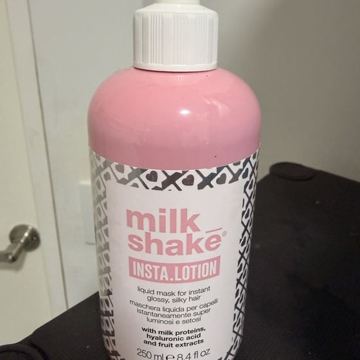 milk_
shake®
INSTA.LOTION
liquid mask for instant
glossy, silky hair
maschera liquida per capelli
istantaneamente super
luminosi e setosi
with milk proteins,
hyaluronic acid
and fruit extracts
250 ml e 8.4 fl oz